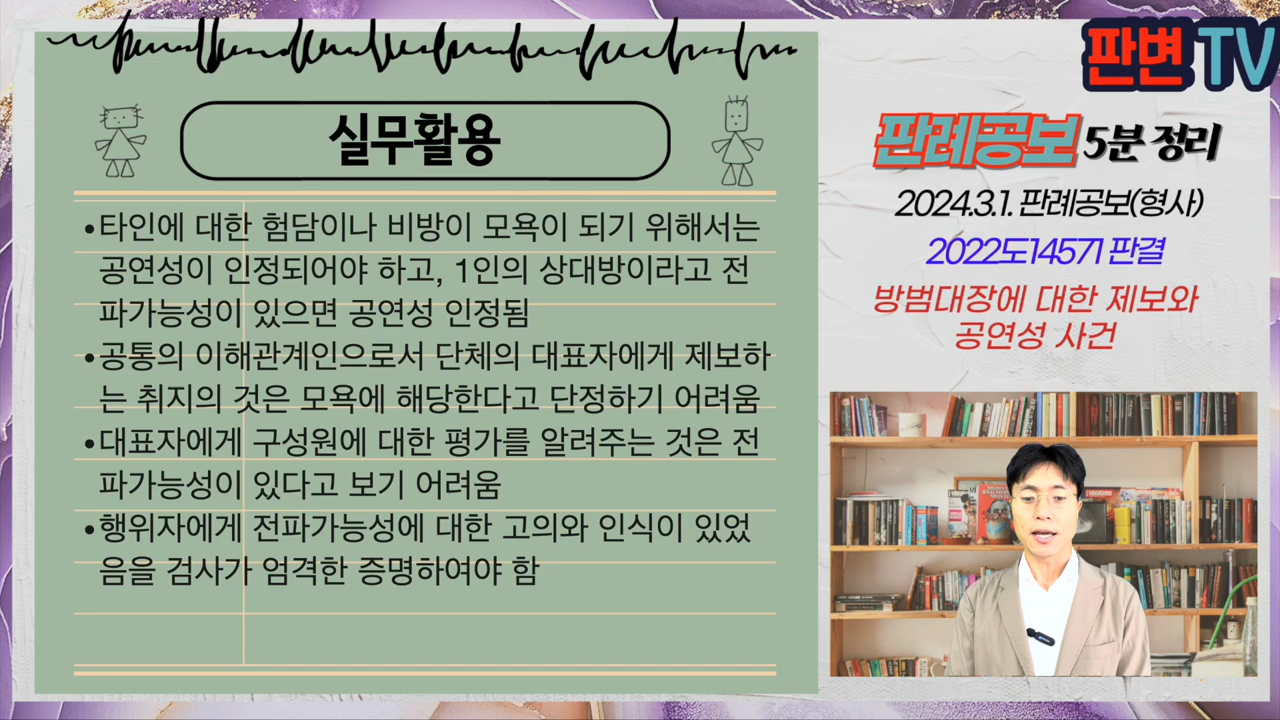 판변 TV
실무활용
•타인에 대한 험담이나 비방이 모욕이 되기 위해서는
공연성이 인정되어야 하고, 1인의 상대방이라고 전
파가능성이 있으면 공연성 인정됨
•공통의 이해관계인으로서 단체의 대표자에게 제보하
는 취지의 것은 모욕에 해당한다고 단정하기 어려움
•대표자에게 구성원에 대한 평가를 알려주는 것은 전
파가능성이 있다고 보기 어려움
•행위자에게 전파가능성에 대한 고의와 인식이 있었
음을 검사가 엄격한 증명하여야 함
판례공보 5분 정리
2024.3.1. 판례공보(형사)
2022도14571 판결
방범대장에 대한 제보와
공연성 사건